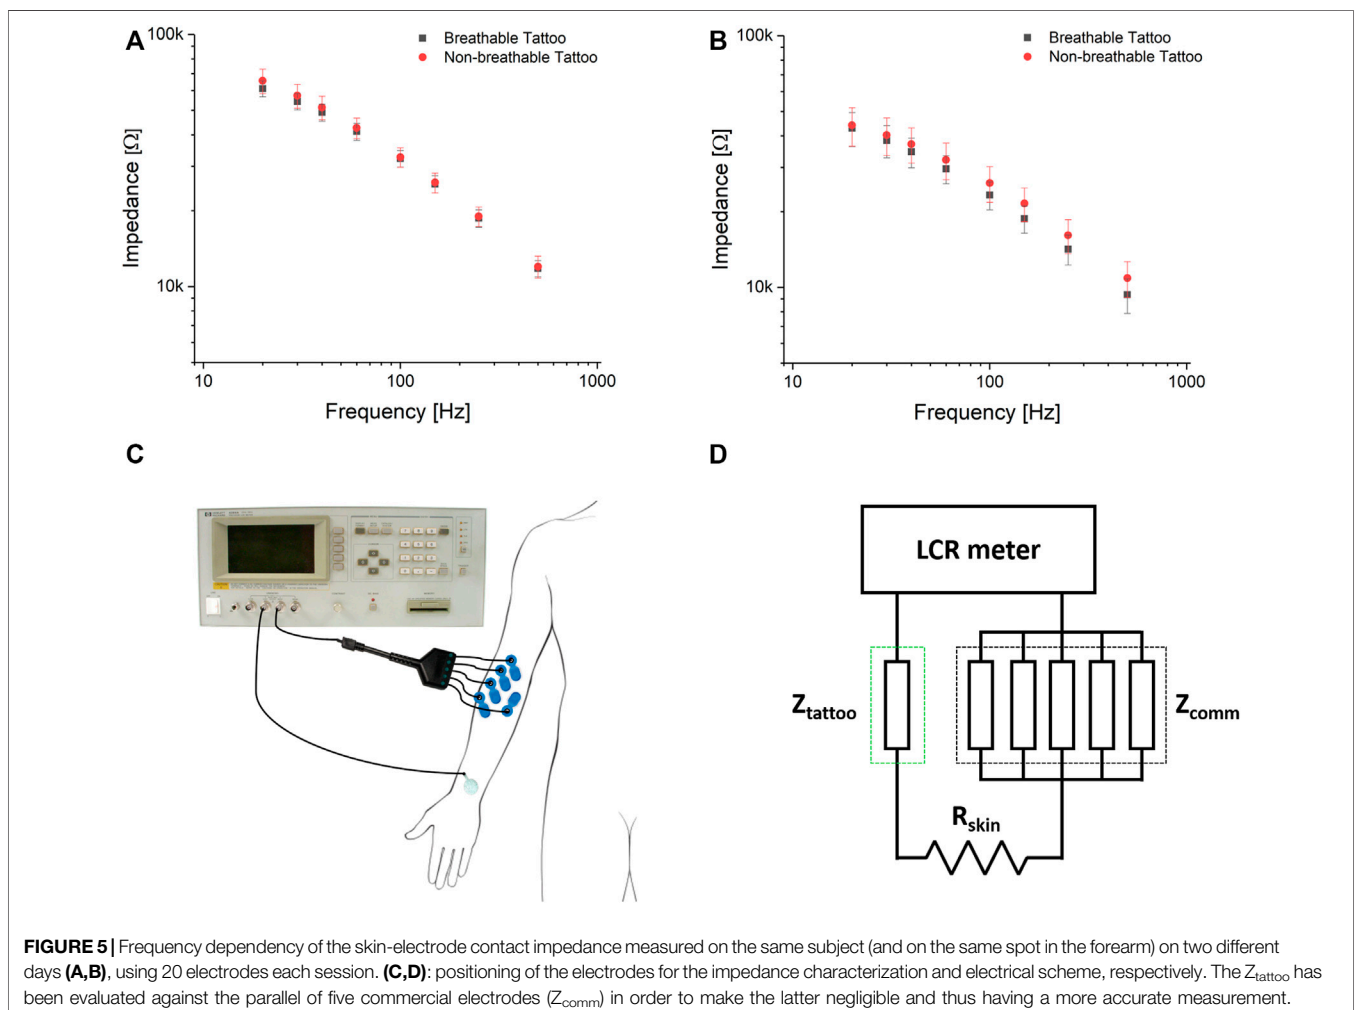 A
100k
10k
Impedance [Ω]
Breathable Tattoo
Non-breathable Tattoo
10
100
1000
Frequency [Hz]
B
100k
10k
Impedance [Ω]
Breathable Tattoo
Non-breathable Tattoo
10
100
1000
Frequency [Hz]
C
D
LCR meter
Ztattoo
Zcomm
Rskin
FIGURE 5 | Frequency dependency of the skin-electrode contact impedance measured on the same subject (and on the same spot in the forearm) on two different
days (A,B), using 20 electrodes each session. (C,D): positioning of the electrodes for the impedance characterization and electrical scheme, respectively. The Ztattoo has
been evaluated against the parallel of five commercial electrodes (Zcomm) in order to make the latter negligible and thus having a more accurate measurement.